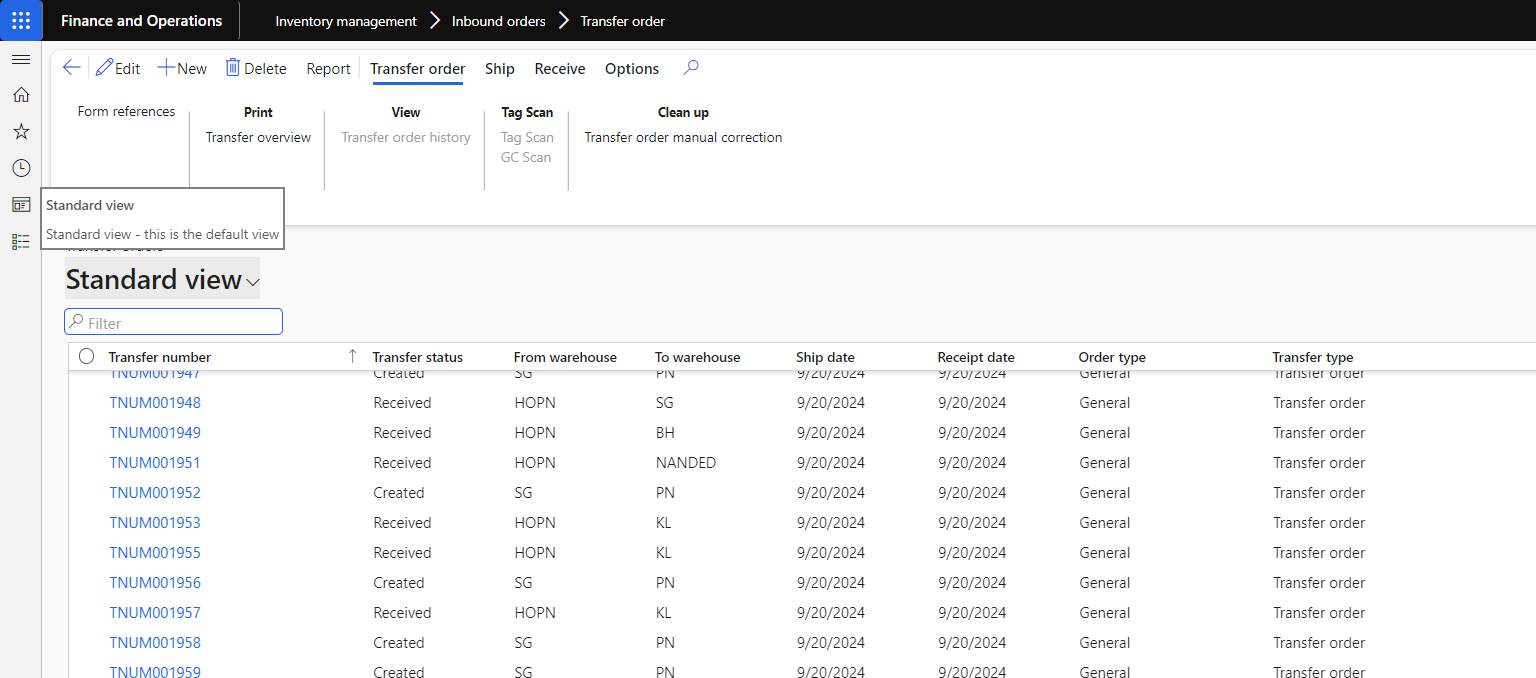 Finance and Operations Inventory management Inbound orders Transfer order
Edit New Delete Report Transfer order Ship Receive Options
Form references Print View Tag Scan Clean up
Transfer overview Transfer order history Tag Scan Transfer order manual correction
GC Scan
Standard view
Standard view - this is the default view
Standard view
Filter
Transfer number Transfer status From warehouse To warehouse Ship date Receipt date Order type Transfer type
TNUM001947 Created SG PN 9/20/2024 9/20/2024 General Transfer order
TNUM001948 Received HOPN SG 9/20/2024 9/20/2024 General Transfer order
TNUM001949 Received HOPN BH 9/20/2024 9/20/2024 General Transfer order
TNUM001951 Received HOPN NANDED 9/20/2024 9/20/2024 General Transfer order
TNUM001952 Created SG PN 9/20/2024 9/20/2024 General Transfer order
TNUM001953 Received HOPN KL 9/20/2024 9/20/2024 General Transfer order
TNUM001955 Received HOPN KL 9/20/2024 9/20/2024 General Transfer order
TNUM001956 Created SG PN 9/20/2024 9/20/2024 General Transfer order
TNUM001957 Received HOPN KL 9/20/2024 9/20/2024 General Transfer order
TNUM001958 Created SG PN 9/20/2024 9/20/2024 General Transfer order
TNUM001959 Created SG PN 9/20/2024 9/20/2024 General Transfer order